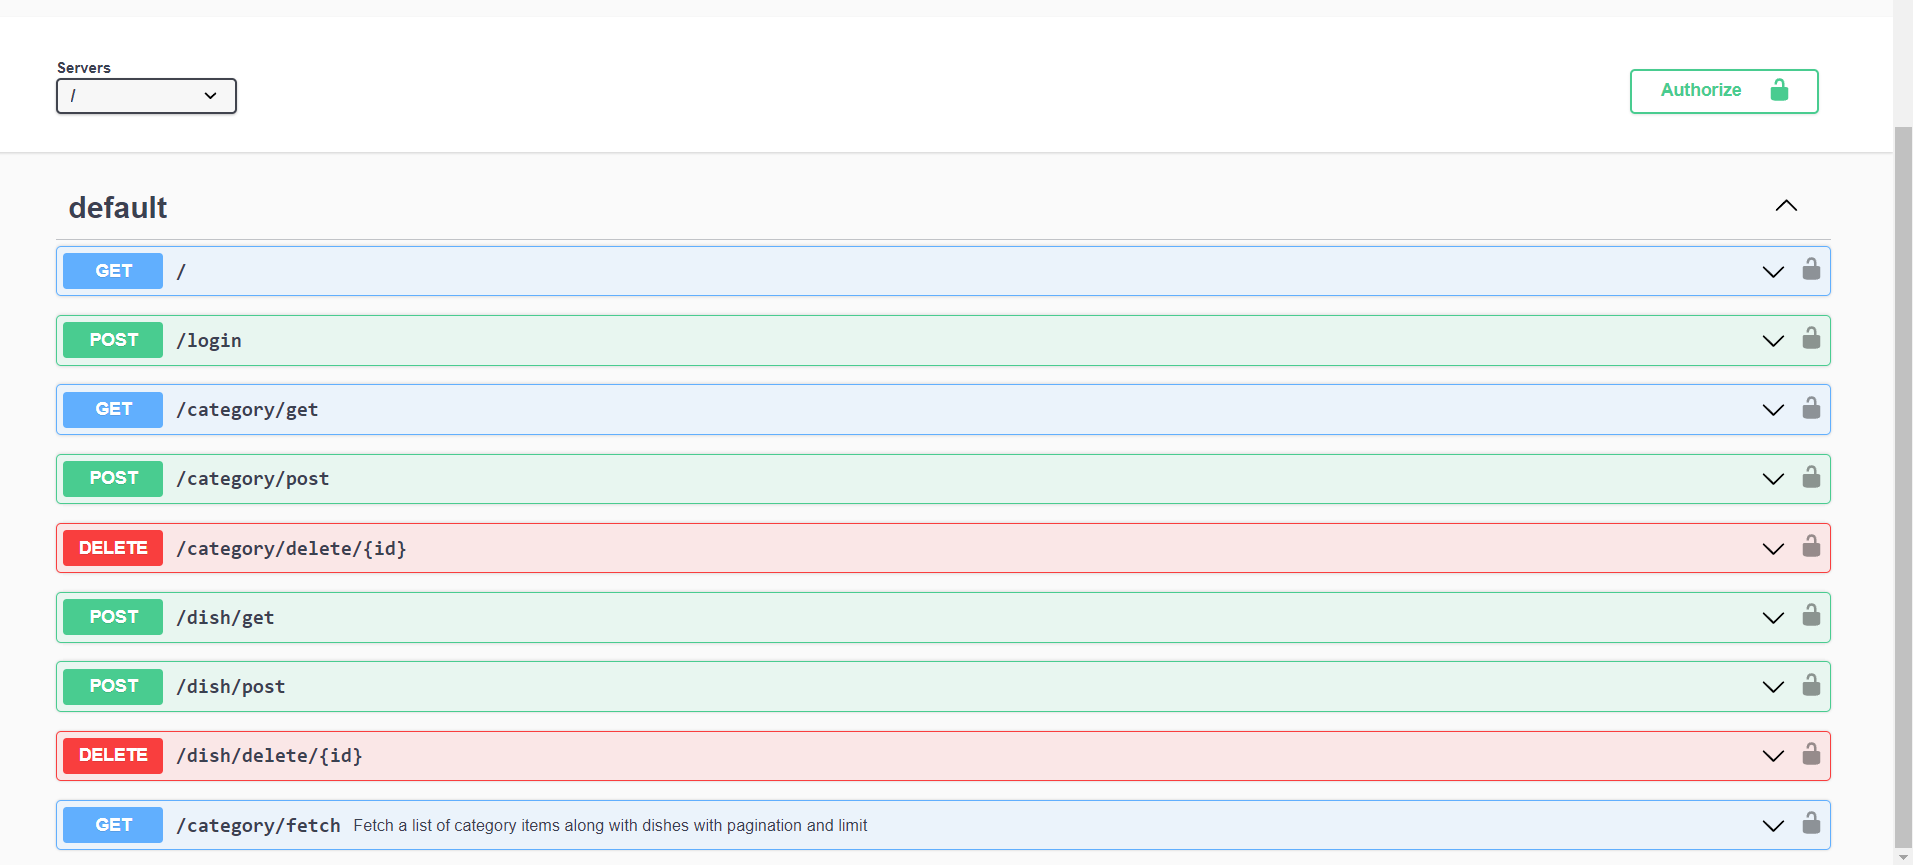 Servers
/
Authorize
default
GET /
POST /login
GET /category/get
POST /category/post
DELETE /category/delete/{id}
POST /dish/get
POST /dish/post
DELETE /dish/delete/{id}
GET /category/fetch Fetch a list of category items along with dishes with pagination and limit